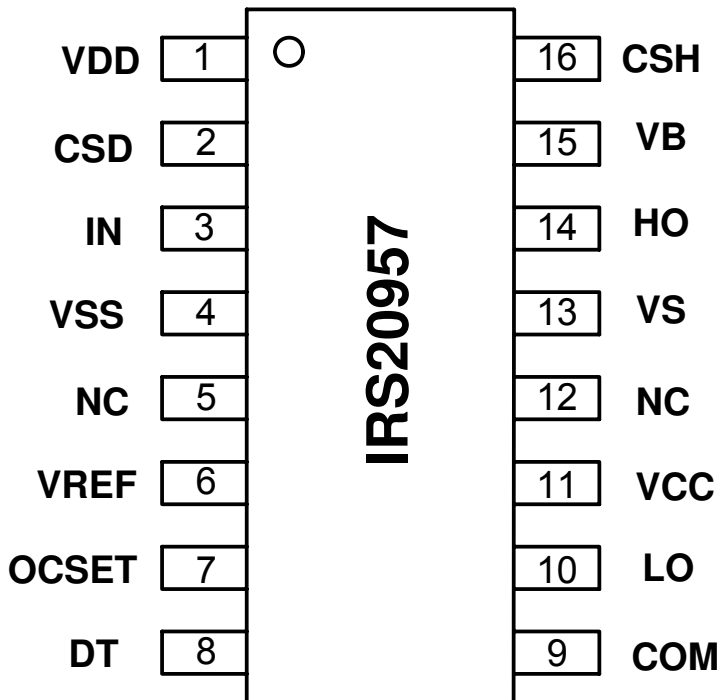 VDD 1 16 CSH
CSD 2 15 VB
IN 3 14 HO
VSS 4 13 VS
NC 5 12 NC
VREF 6 11 VCC
OCSET 7 10 LO
DT 8 9 COM
IRS20957